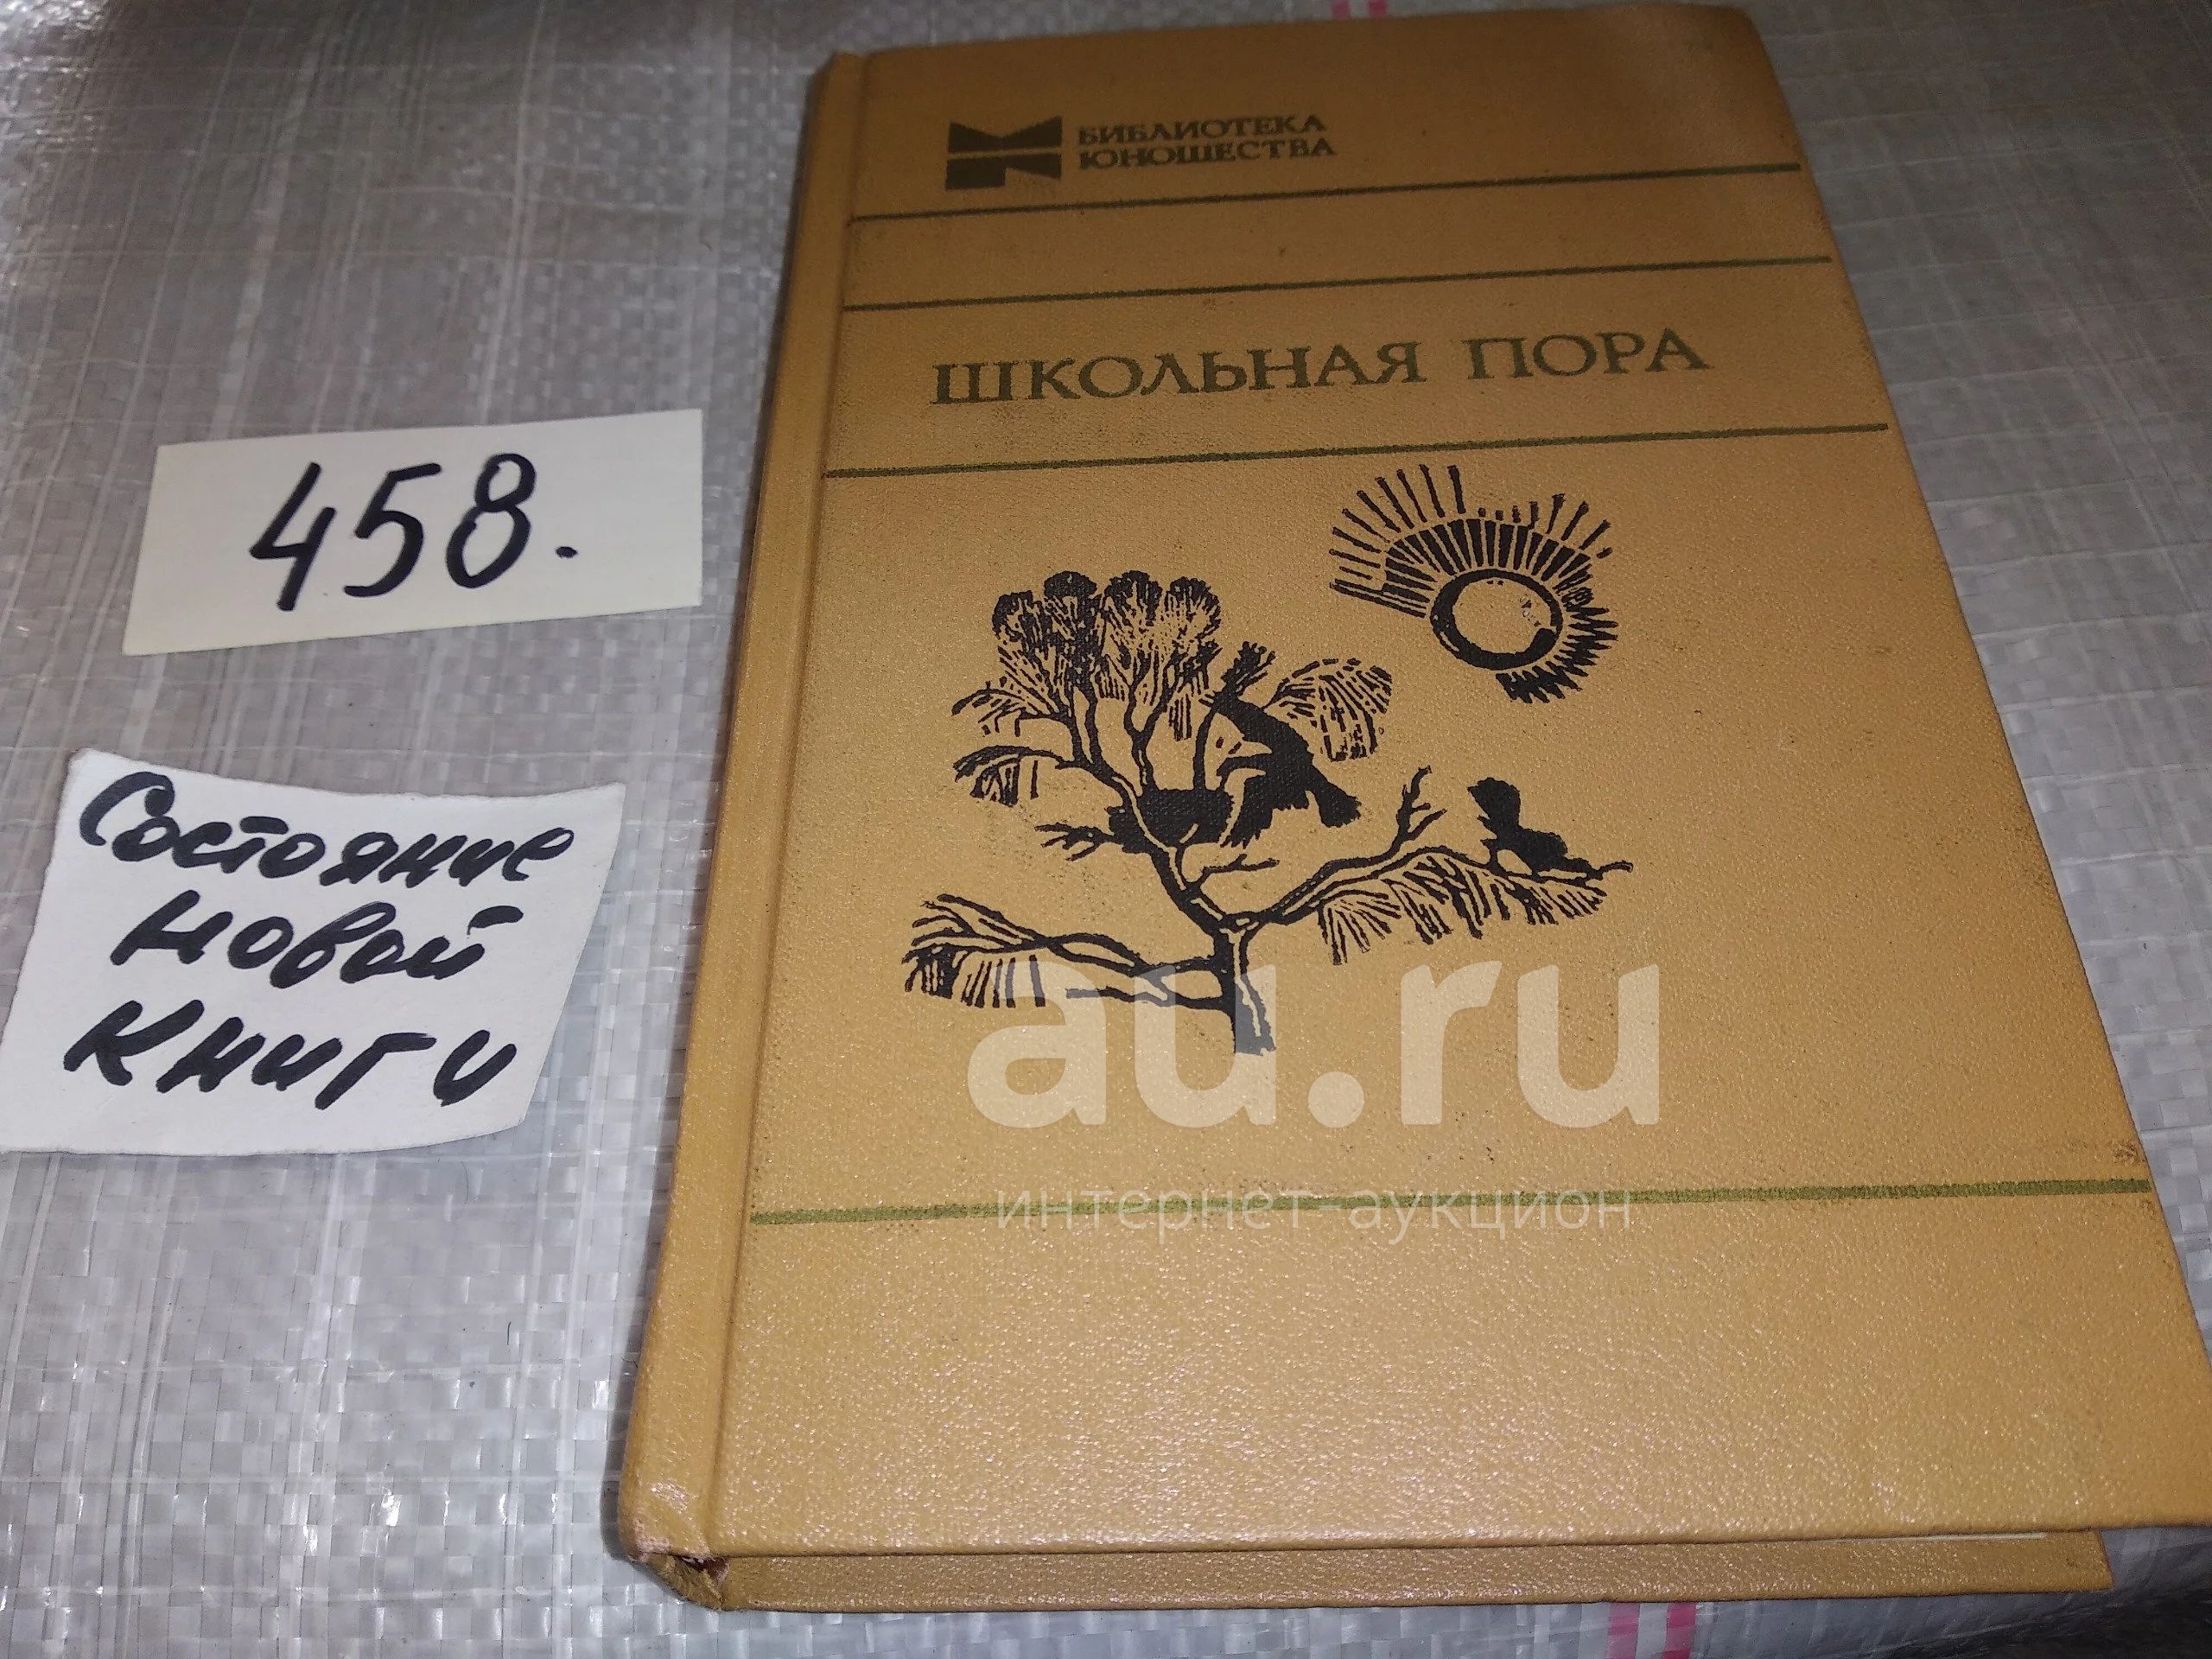 БИБЛИОТЕКА
ЮНОШЕСТВА
ШКОЛЬНАЯ ПОРА
458.
Состояние
новой
книги
au.ru
интернет-аукцион